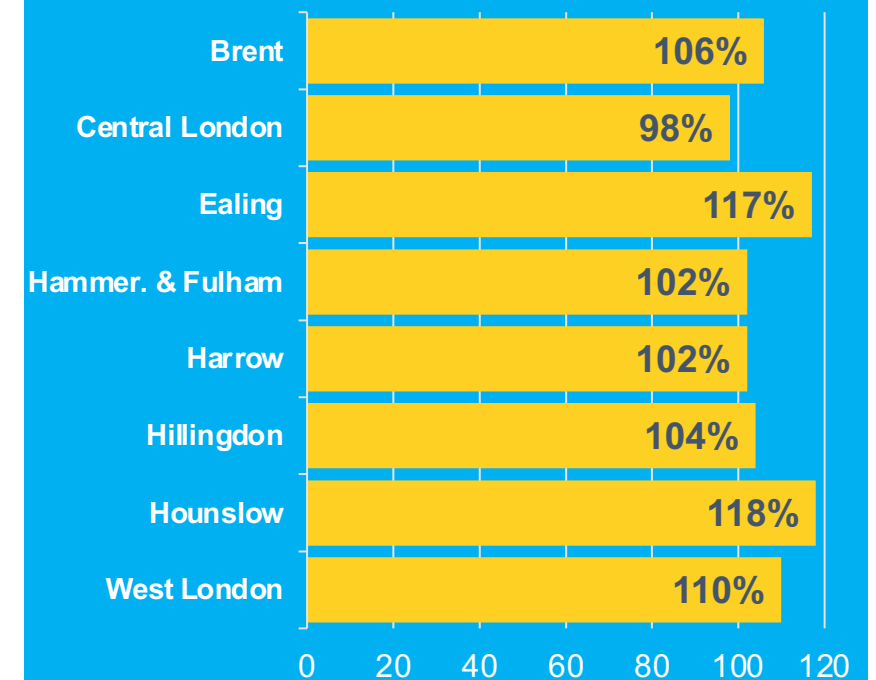 Brent 106%
Central London 98%
Ealing 117%
Hammer. & Fulham 102%
Harrow 102%
Hillingdon 104%
Hounslow 118%
West London 110%
0 20 40 60 80 100 120